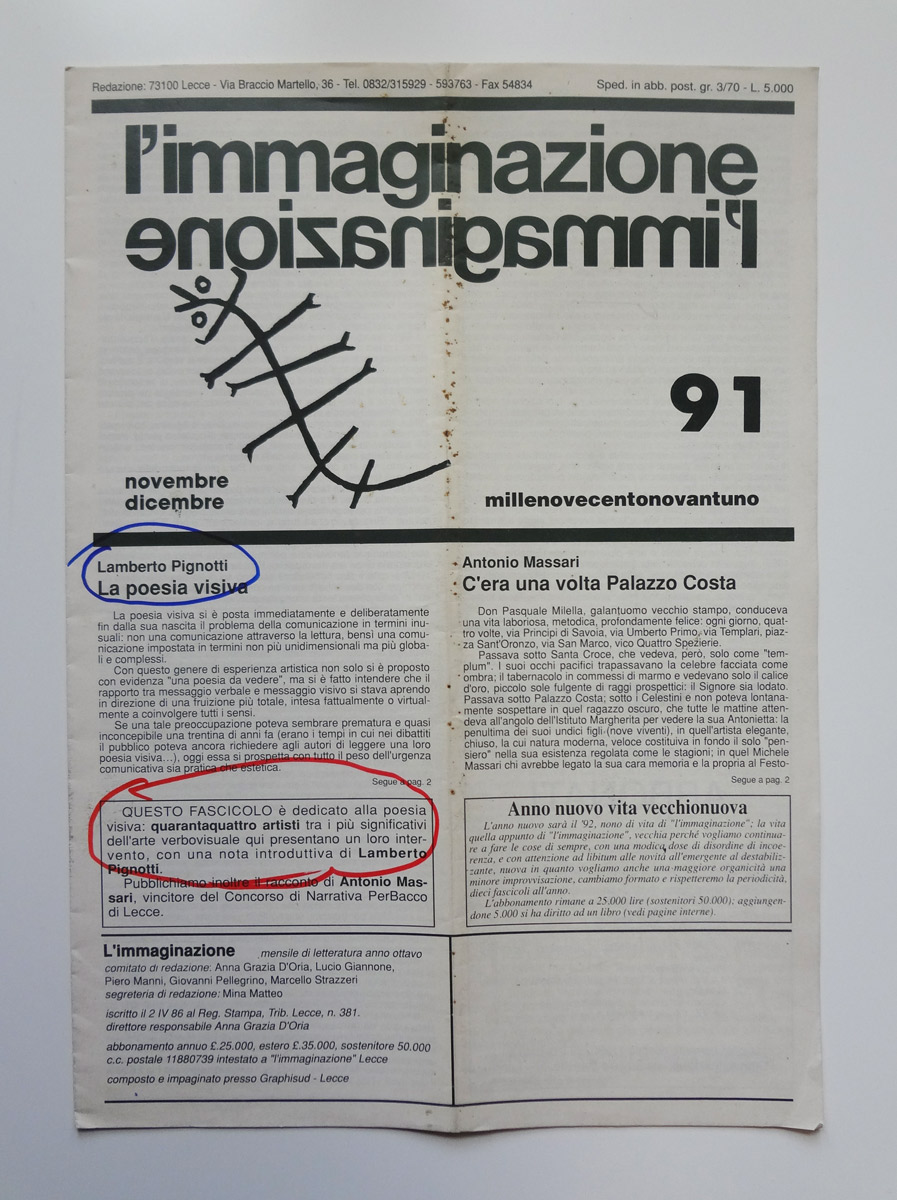 Redazione: 73100 Lecce - Via Braccio Martello, 36 - Tel. 0832/315929 - 593763 - Fax 54834
Sped. in abb. post. gr. 3/70 - L. 5.000
l'immaginazione
l'immaginazione
91
novembre
dicembre
millenovecentonovantuno
Lamberto Pignotti
La poesia visiva
La poesia visiva si è posta immediatamente e deliberatamente
fin dalla sua nascita il problema della comunicazione in termini inu-
suali: non una comunicazione attraverso la lettura, bensì una comu-
nicazione impostata in termini non più unidimensionali ma più globa-
li e complessi.
Con questo genere di esperienza artistica non solo si è proposto
con evidenza "una poesia da vedere", ma si è fatto intendere che il
rapporto tra messaggio verbale e messaggio visivo si stava aprendo
in direzione di una fruizione più totale, intesa fattualmente o virtual-
mente a coinvolgere tutti i sensi.
Se una tale preoccupazione poteva sembrare prematura e quasi
inconcepibile una trentina di anni fa (erano i tempi in cui nei dibattiti
il pubblico poteva ancora richiedere agli autori di leggere una loro
poesia visiva...), oggi essa si prospetta con tutto il peso dell'urgenza
comunicativa sia pratica che estetica.
Segue a pag. 2
QUESTO FASCICOLO è dedicato alla poesia
visiva: quarantaquattro artisti tra i più significativi
dell'arte verbovisuale qui presentano un loro inter-
vento, con una nota introduttiva di Lamberto
Pignotti.
Pubblichiamo inoltre il racconto di Antonio Mas-
sari, vincitore del Concorso di Narrativa PerBacco
di Lecce.
Antonio Massari
C'era una volta Palazzo Costa
Don Pasquale Milella, galantuomo vecchio stampo, conduceva
una vita laboriosa, metodica, profondamente felice: ogni giorno, quat-
tro volte, via Principi di Savoia, via Umberto Primo, via Templari, piaz-
za Sant'Oronzo, via San Marco, vico Quattro Spezierie.
Passava sotto Santa Croce, che vedeva, però, solo come "tem-
plum". I suoi occhi pacifici trapassavano la celebre facciata come
ombra; il tabernacolo in commessi di marmo e vedevano solo il calice
d'oro, piccolo sole fulgente di raggi prospettici: il Signore sia lodato.
Passava sotto Palazzo Costa; sotto i Celestini e non poteva lontana-
mente sospettare in quel ragazzo oscuro, che tutte le mattine atten-
deva all'angolo dell'Istituto Margherita per vedere la sua Antonietta: la
penultima dei suoi undici figli (nove viventi), in quell'artista elegante,
chiuso, la cui natura moderna, veloce costituiva in fondo il solo "pen-
siero" nella sua esistenza regolata come le stagioni; in quel Michele
Massari chi avrebbe legato la sua cara memoria e la propria al Festo-
Segue a pag. 2
Anno nuovo vita vecchionuova
L'anno nuovo sarà il '92, nono di vita di "l'immaginazione"; la vita
quella appunto di "l'immaginazione", vecchia perché vogliamo continua-
re a fare le cose di sempre, con una modica dose di disordine di incoe-
renza, e con attenzione ad libitum alle novità all'emergente al destabiliz-
zante, nuova in quanto vogliamo anche una maggiore organicità una
minore improvvisazione, cambiamo formato e rispetteremo la periodicità,
dieci fascicoli all'anno.
L'abbonamento rimane a 25.000 lire (sostenitori 50.000); aggiungen-
done 5.000 si ha diritto ad un libro (vedi pagine interne).
L'immaginazione mensile di letteratura anno ottavo
comitato di redazione: Anna Grazia D'Oria, Lucio Giannone,
Piero Manni, Giovanni Pellegrino, Marcello Strazzeri
segreteria di redazione: Mina Matteo
iscritto il 2 IV 86 al Reg. Stampa, Trib. Lecce, n. 381.
direttore responsabile Anna Grazia D'Oria
abbonamento annuo £.25.000, estero £.35.000, sostenitore 50.000
c.c. postale 11880739 intestato a "l'immaginazione" Lecce
composto e impaginato presso Graphisud - Lecce